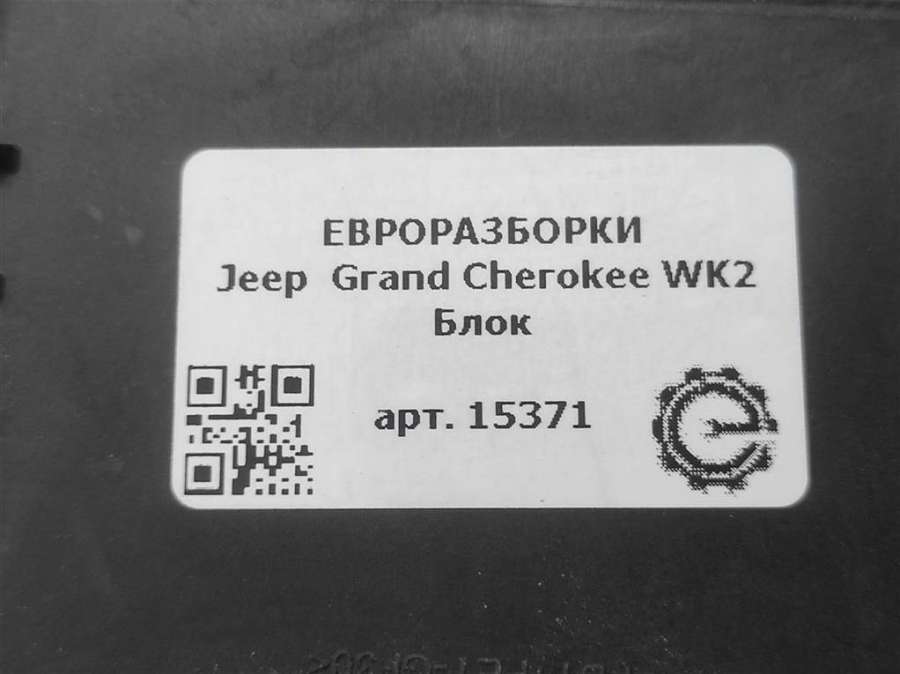 ЕВРОРАЗБОРКИ
Jeep Grand Cherokee WK2
Блок
арт. 15371